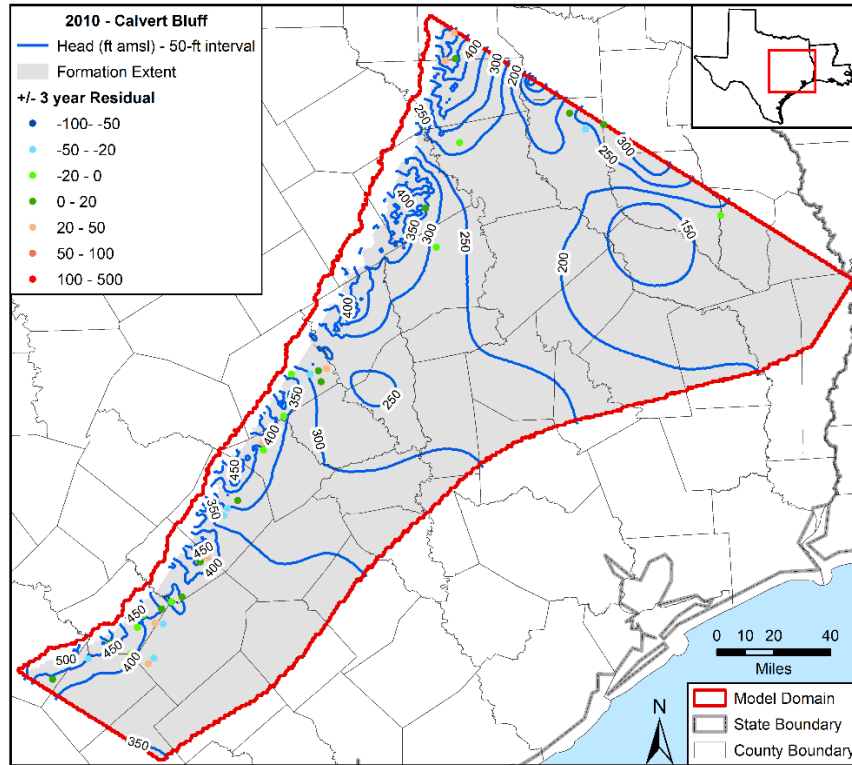 2010 - Calvert Bluff
Head (ft amsl) - 50-ft interval
Formation Extent
+/- 3 year Residual
-100- -50
-50 - -20
-20 - 0
0 - 20
20 - 50
50 - 100
100 - 500
400
300
200
250
300
250
400
350
300
250
150
200
400
250
350
300
400
450
350
450
400
450
500
450
400
350
0 10 20 40
Miles
N
Model Domain
State Boundary
County Boundary